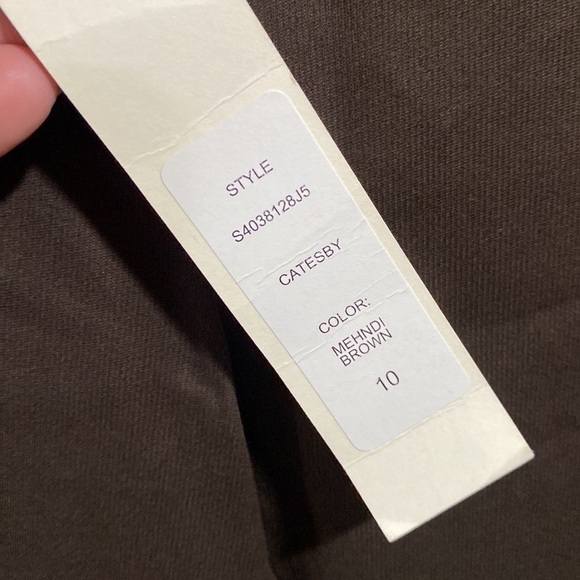 STYLE
S4038128J5
CATESBY
COLOR:
MEHNDI
BROWN
10